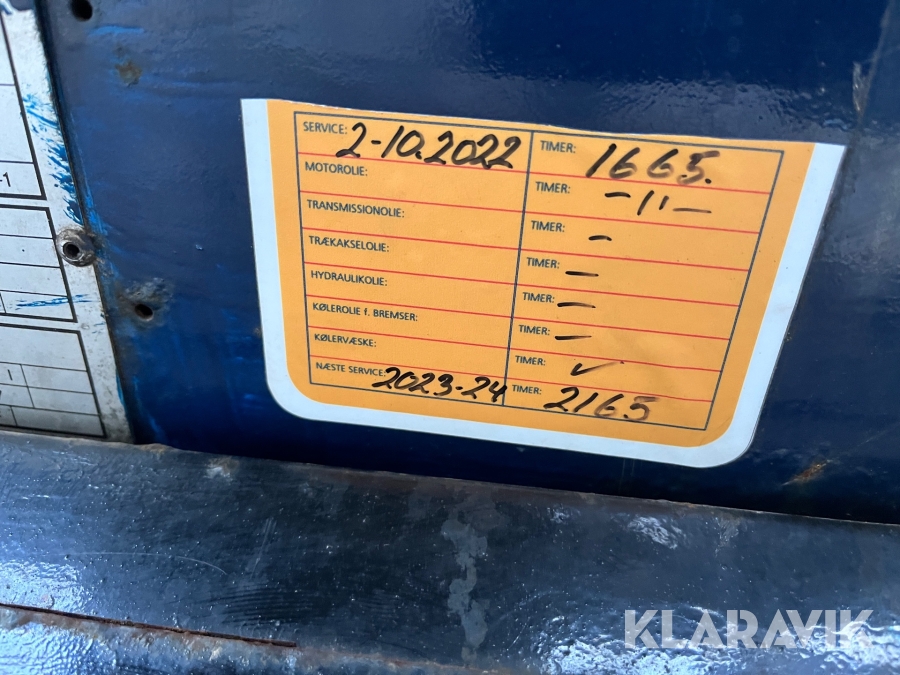 SERVICE: 2-10.2022 TIMER: 1665.
MOTOROLIE: TIMER: -"-
TRANSMISSIONOLIE: TIMER: -
TRÆKAKSELOLIE: TIMER: -
HYDRAULIKOLIE: TIMER: -
KØLEROLIE f. BREMSER: TIMER: -
KØLERVÆSKE: TIMER: ✓
NÆSTE SERVICE: 2023-24 TIMER: 2165
-1
KLARAVIK